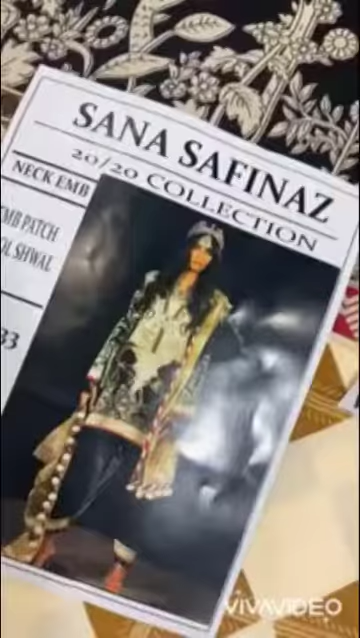 SANA SAFINAZ
20/20 COLLECTION
NECK EMB
EMB PATCH
OL SHWAL
33
VIVAVIDEO